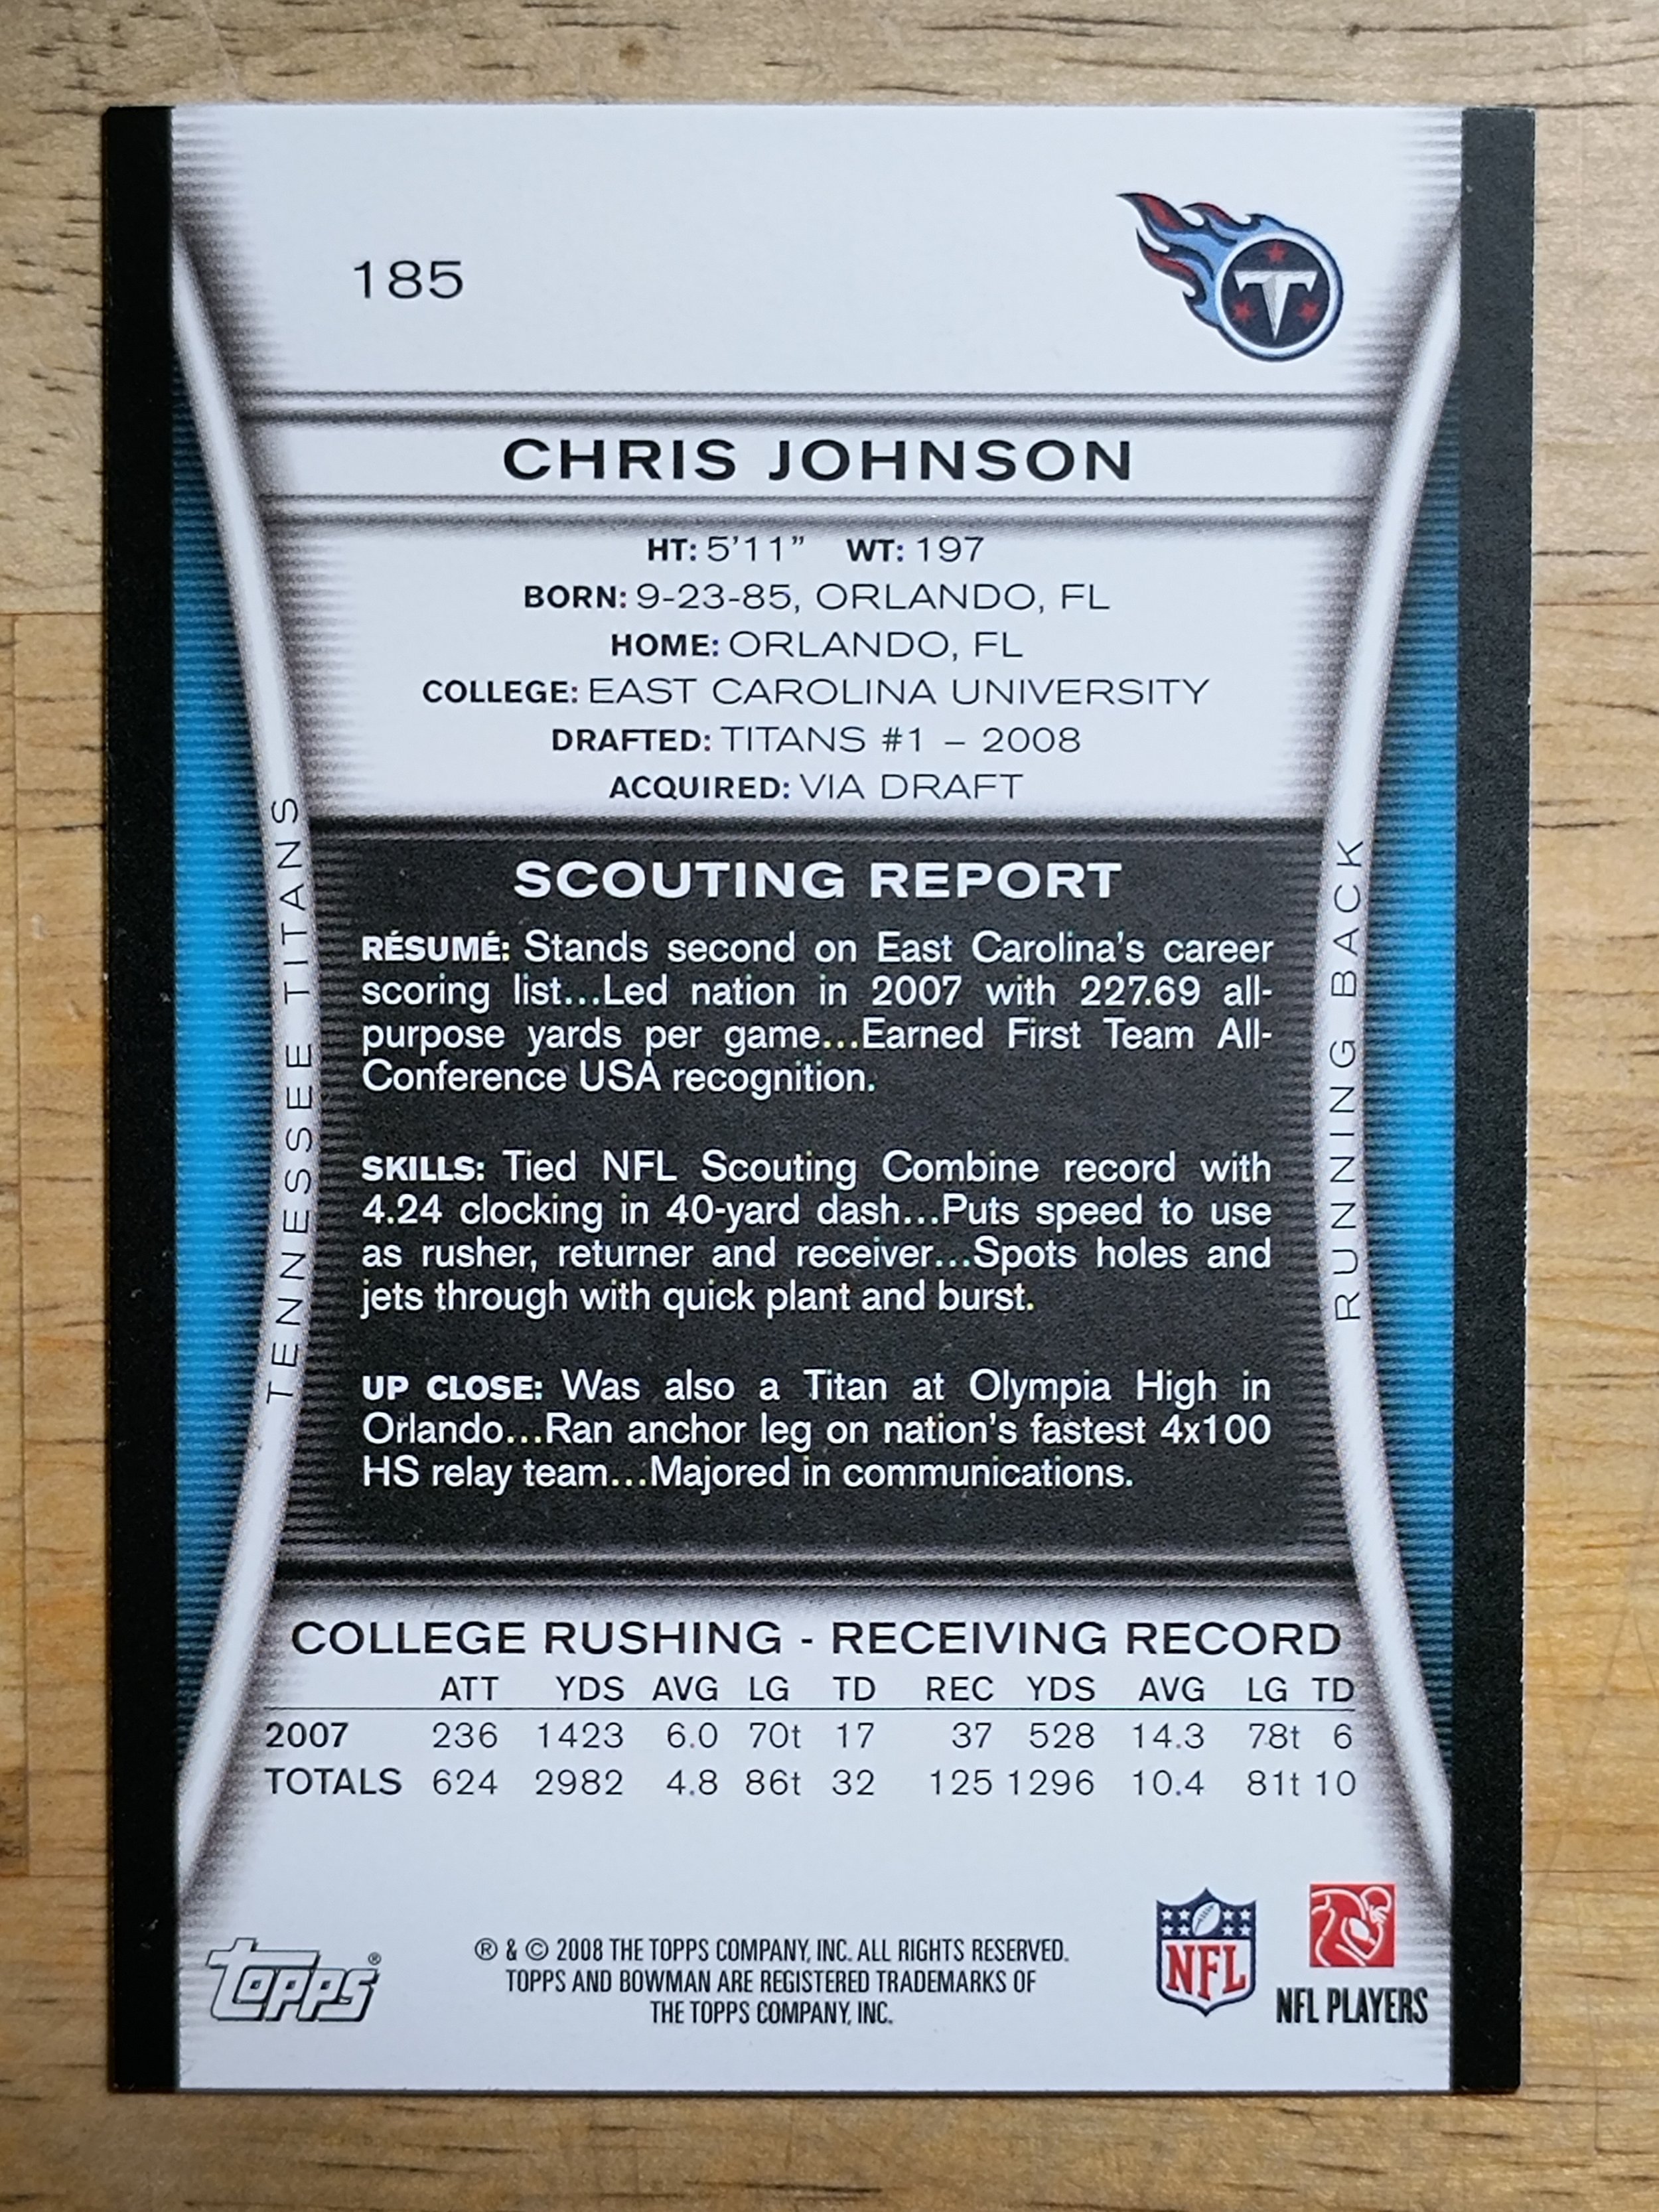 185
T
CHRIS JOHNSON
HT: 5'11" WT: 197
BORN: 9-23-85, ORLANDO, FL
HOME: ORLANDO, FL
COLLEGE: EAST CAROLINA UNIVERSITY
DRAFTED: TITANS #1 – 2008
ACQUIRED: VIA DRAFT
TENNESSEE TITANS
RUNNING BACK
SCOUTING REPORT
RÉSUMÉ: Stands second on East Carolina's career
scoring list...Led nation in 2007 with 227.69 all-
purpose yards per game...Earned First Team All-
Conference USA recognition.
SKILLS: Tied NFL Scouting Combine record with
4.24 clocking in 40-yard dash...Puts speed to use
as rusher, returner and receiver...Spots holes and
jets through with quick plant and burst.
UP CLOSE: Was also a Titan at Olympia High in
Orlando...Ran anchor leg on nation's fastest 4x100
HS relay team...Majored in communications.
COLLEGE RUSHING - RECEIVING RECORD
ATT YDS AVG LG TD REC YDS AVG LG TD
2007 236 1423 6.0 70t 17 37 528 14.3 78t 6
TOTALS 624 2982 4.8 86t 32 125 1296 10.4 81t 10
Topps®
® & © 2008 THE TOPPS COMPANY, INC. ALL RIGHTS RESERVED.
TOPPS AND BOWMAN ARE REGISTERED TRADEMARKS OF
THE TOPPS COMPANY, INC.
NFL
NFL PLAYERS